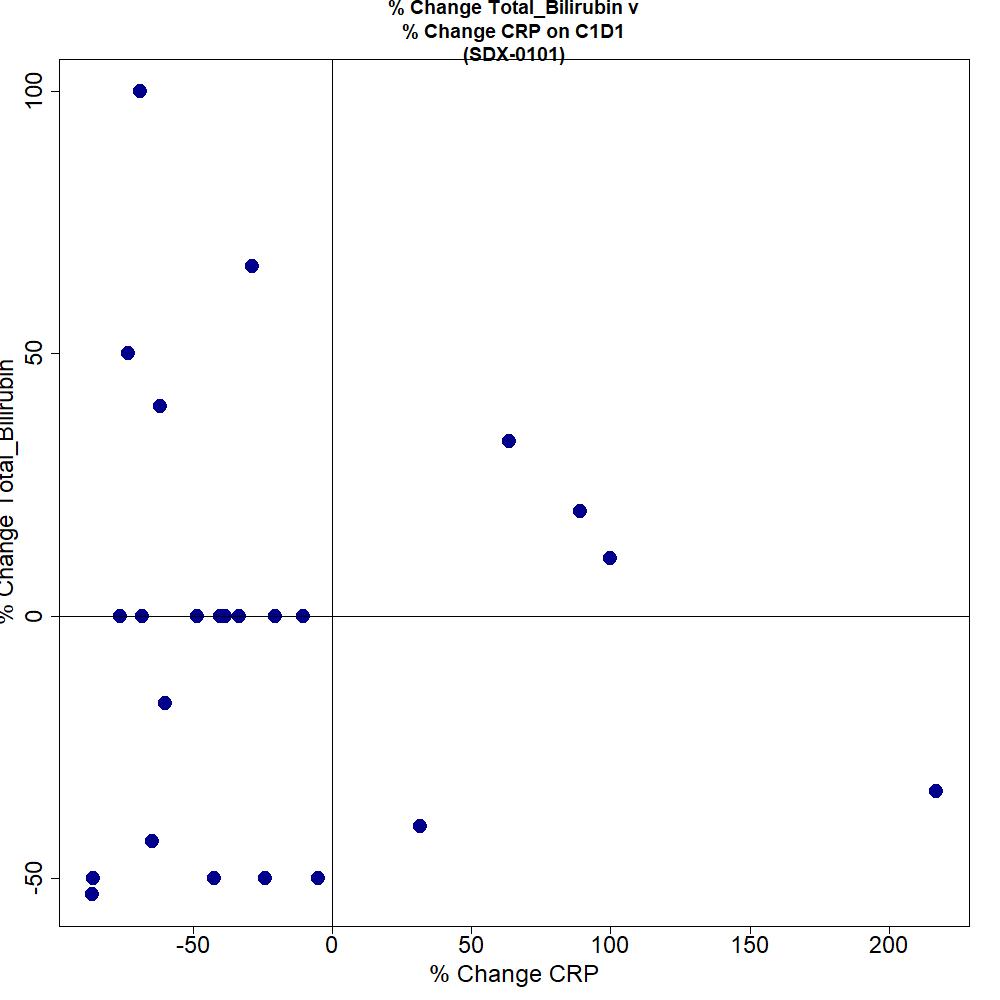 % Change Total_Bilirubin v
% Change CRP on C1D1
(SDX-0101)
% Change Total_Bilirubin
100
50
0
-50
-50
0
50
100
150
200
% Change CRP